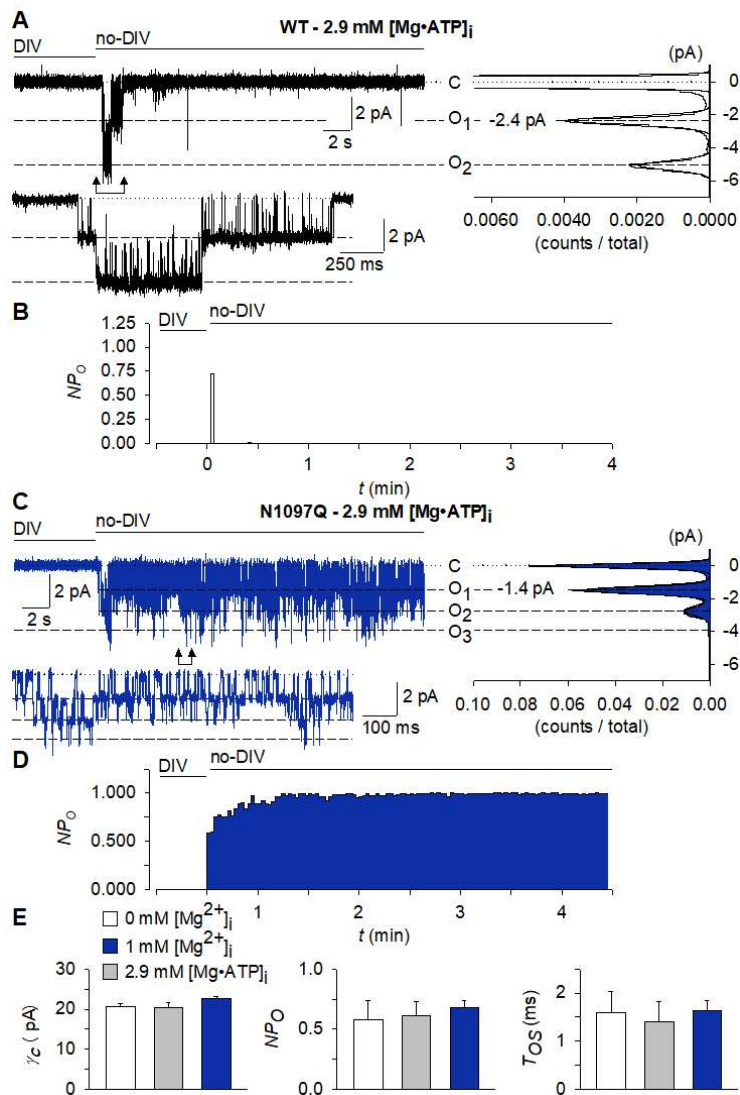 A
WT - 2.9 mM [Mg•ATP]i
DIV
no-DIV
(pA)
C
0
O1
-2.4 pA
-2
2 pA
2 s
-4
O2
-6
0.0060 0.0040 0.0020 0.0000
(counts / total)
2 pA
250 ms
B
DIV
no-DIV
1.25
1.00
0.75
0.50
0.25
0.00
NPO
0 1 2 3 4
t (min)
C
N1097Q - 2.9 mM [Mg•ATP]i
DIV
no-DIV
(pA)
C
0
2 pA
2 s
O1
-1.4 pA
-2
O2
O3
-4
-6
0.10 0.08 0.06 0.04 0.02 0.00
(counts / total)
2 pA
100 ms
D
DIV
no-DIV
1.000
0.500
0.000
NPO
1 2 3 4
t (min)
E
0 mM [Mg2+]i
1 mM [Mg2+]i
2.9 mM [Mg•ATP]i
30
20
10
0
γc ( pA)
1.0
0.5
0.0
NPO
2
1
0
TOS (ms)